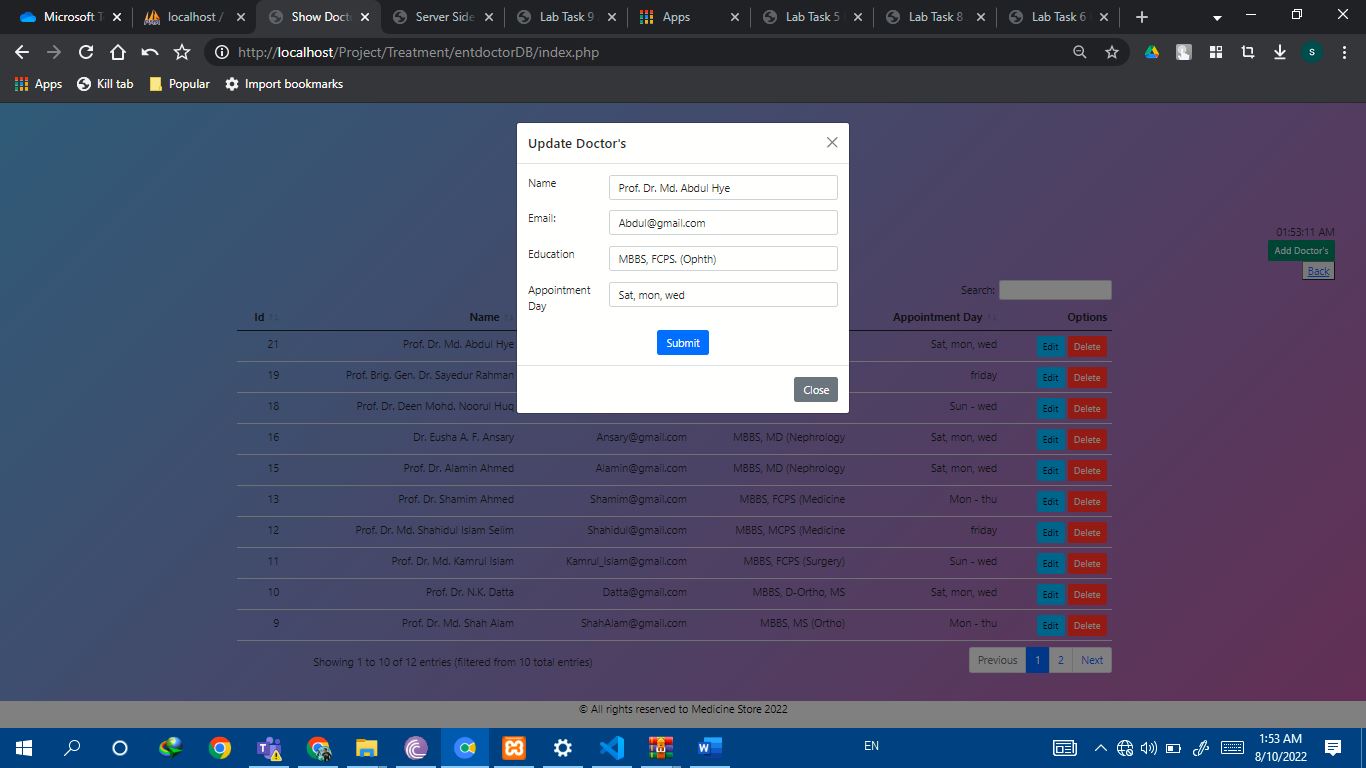 Microsoft T
localhost /
Show Doct
Server Side
Lab Task 9
Apps
Lab Task 5
Lab Task 8
Lab Task 6
http://localhost/Project/Treatment/entdoctorDB/index.php
S
Apps
Kill tab
Popular
Import bookmarks
Update Doctor's
Name
Prof. Dr. Md. Abdul Hye
Email:
Abdul@gmail.com
Education
MBBS, FCPS. (Ophth)
Appointment
Day
Sat, mon, wed
Submit
Close
01:53:11 AM
Add Doctor's
Back
Search:
Id Name Appointment Day Options
21 Prof. Dr. Md. Abdul Hye Sat, mon, wed Edit Delete
19 Prof. Brig. Gen. Dr. Sayedur Rahman friday Edit Delete
18 Prof. Dr. Deen Mohd. Noorul Huq Sun - wed Edit Delete
16 Dr. Eusha A. F. Ansary Ansary@gmail.com MBBS, MD (Nephrology Sat, mon, wed Edit Delete
15 Prof. Dr. Alamin Ahmed Alamin@gmail.com MBBS, MD (Nephrology Sat, mon, wed Edit Delete
13 Prof. Dr. Shamim Ahmed Shamim@gmail.com MBBS, FCPS (Medicine Mon - thu Edit Delete
12 Prof. Dr. Md. Shahidul Islam Selim Shahidul@gmail.com MBBS, MCPS (Medicine friday Edit Delete
11 Prof. Dr. Md. Kamrul Islam Kamrul_Islam@gmail.com MBBS, FCPS (Surgery) Sun - wed Edit Delete
10 Prof. Dr. N.K. Datta Datta@gmail.com MBBS, D-Ortho, MS Sat, mon, wed Edit Delete
9 Prof. Dr. Md. Shah Alam ShahAlam@gmail.com MBBS, MS (Ortho) Mon - thu Edit Delete
Showing 1 to 10 of 12 entries (filtered from 10 total entries)
Previous 1 2 Next
© All rights reserved to Medicine Store 2022
EN
1:53 AM
8/10/2022